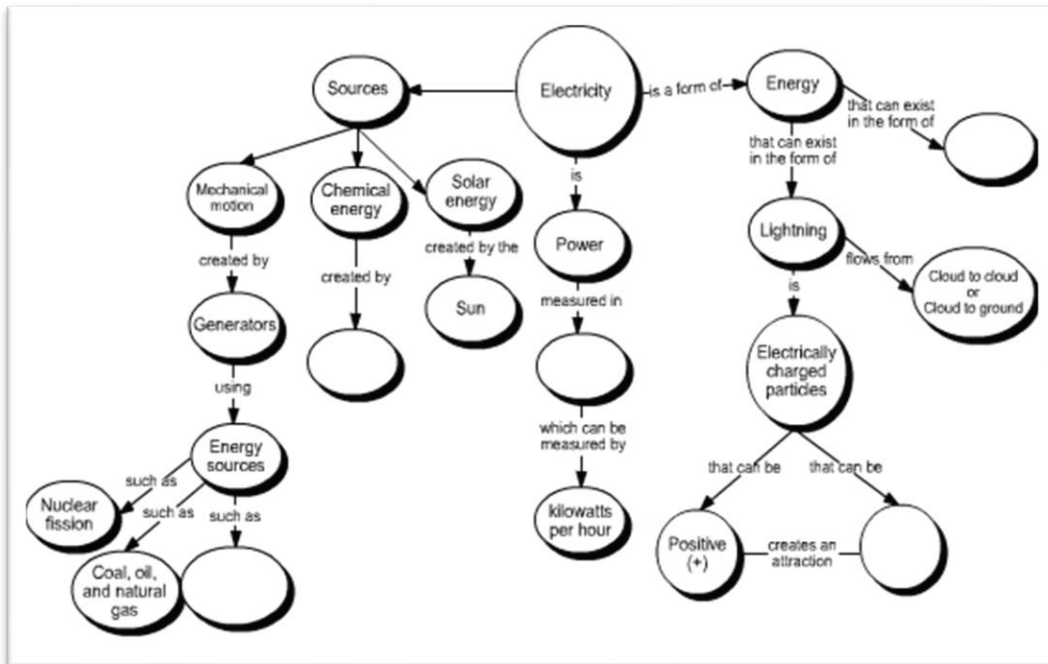 Electricity
Sources
is a form of
Energy
that can exist
in the form of
that can exist
in the form of
Mechanical
motion
Chemical
energy
Solar
energy
is
Power
Lightning
created by
created by
created by the
Generators
Sun
measured in
flows from
Cloud to cloud
or
Cloud to ground
is
using
Electrically
charged
particles
Energy
sources
which can be
measured by
such as
such as
such as
that can be
that can be
Nuclear
fission
Coal, oil,
and natural
gas
kilowatts
per hour
Positive
(+)
creates an
attraction